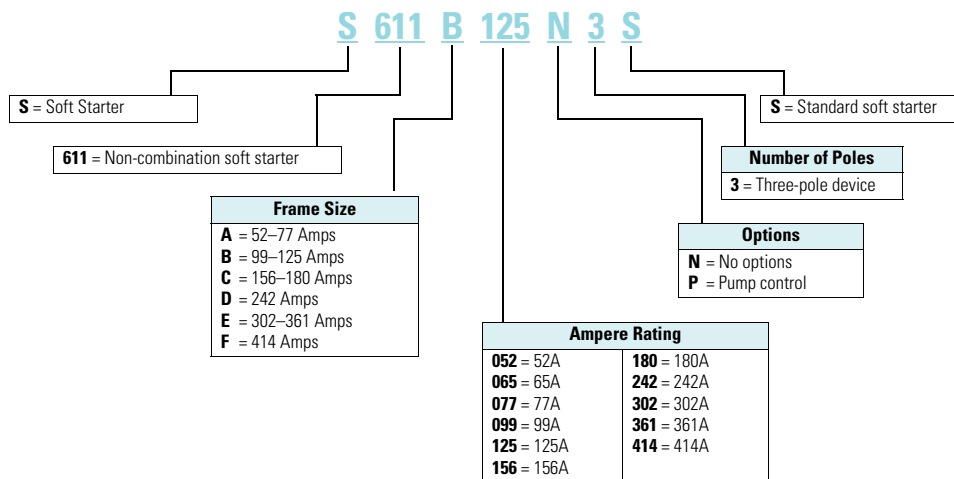 S 611 B 125 N 3 S
S = Soft Starter
S = Standard soft starter
611 = Non-combination soft starter
Number of Poles
3 = Three-pole device
Frame Size
A = 52–77 Amps
B = 99–125 Amps
C = 156–180 Amps
D = 242 Amps
E = 302–361 Amps
F = 414 Amps
Options
N = No options
P = Pump control
Ampere Rating
052 = 52A
065 = 65A
077 = 77A
099 = 99A
125 = 125A
156 = 156A
180 = 180A
242 = 242A
302 = 302A
361 = 361A
414 = 414A